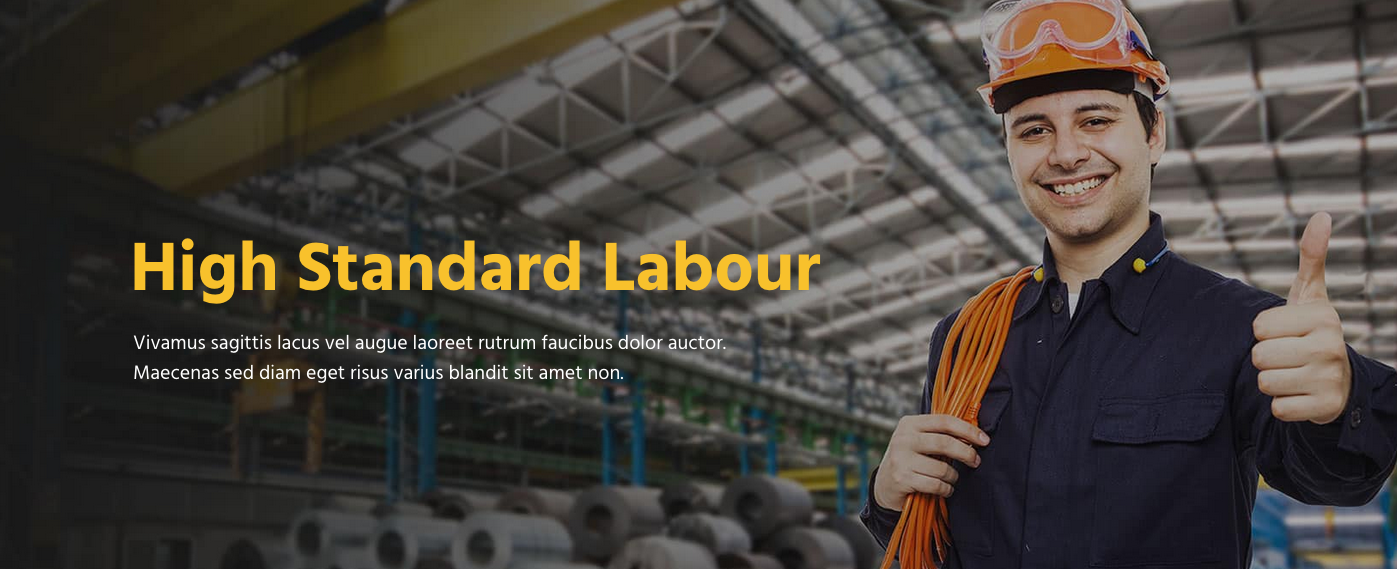 High Standard Labour
Vivamus sagittis lacus vel augue laoreet rutrum faucibus dolor auctor.
Maecenas sed diam eget risus varius blandit sit amet non.